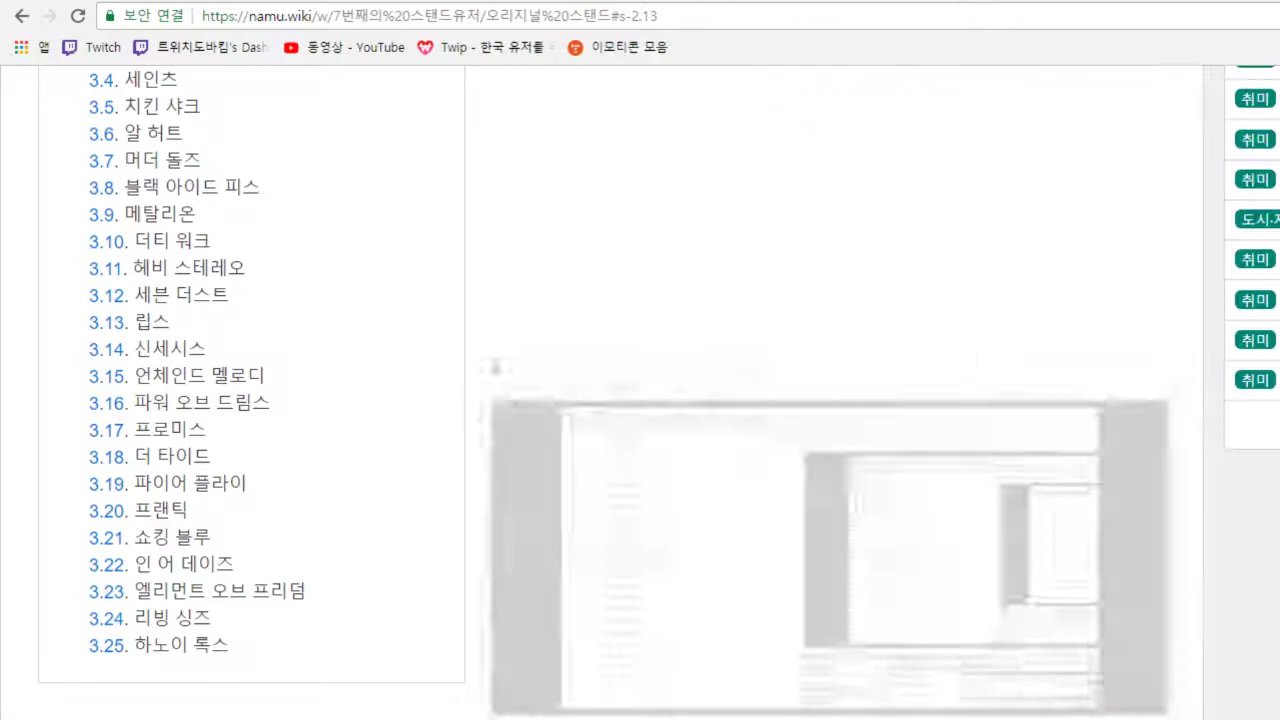 보안 연결 | https://namu.wiki/w/7번째의%20스탠드유저/오리지널%20스탠드#s-2.13
앱 Twitch 트위치도바킴's Dash 동영상 - YouTube Twip - 한국 유저를 이모티콘 모음
3.4. 세인츠
3.5. 치킨 샤크
3.6. 알 허트
3.7. 머더 돌즈
3.8. 블랙 아이드 피스
3.9. 메탈리온
3.10. 더티 워크
3.11. 헤비 스테레오
3.12. 세븐 더스트
3.13. 립스
3.14. 신세시스
3.15. 언체인드 멜로디
3.16. 파워 오브 드림스
3.17. 프로미스
3.18. 더 타이드
3.19. 파이어 플라이
3.20. 프랜틱
3.21. 쇼킹 블루
3.22. 인 어 데이즈
3.23. 엘리먼트 오브 프리덤
3.24. 리빙 싱즈
3.25. 하노이 록스
취미
취미
취미
도시·지
취미
취미
취미
취미